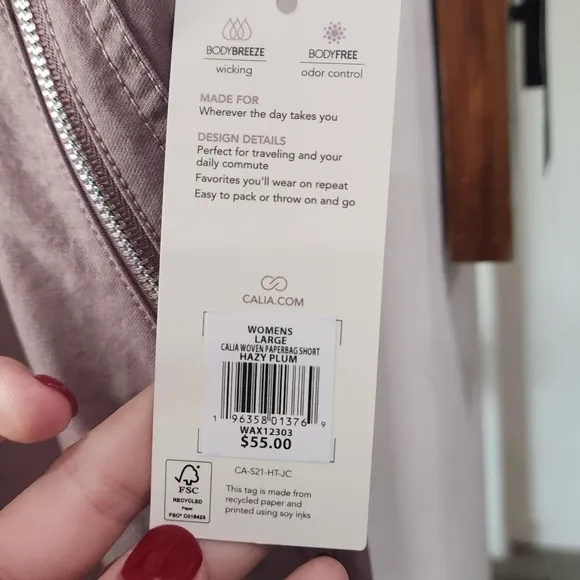 BODYBREEZE
wicking
BODYFREE
odor control
MADE FOR
Wherever the day takes you
DESIGN DETAILS
Perfect for traveling and your
daily commute
Favorites you'll wear on repeat
Easy to pack or throw on and go
CALIA.COM
WOMENS
LARGE
CALIA WOVEN PAPERBAG SHORT
HAZY PLUM
1 96358 01376 9
WAX12303
$55.00
CA-S21-HT-JC
FSC
RECYCLED
Paper
FSC® C016423
This tag is made from
recycled paper and
printed using soy inks